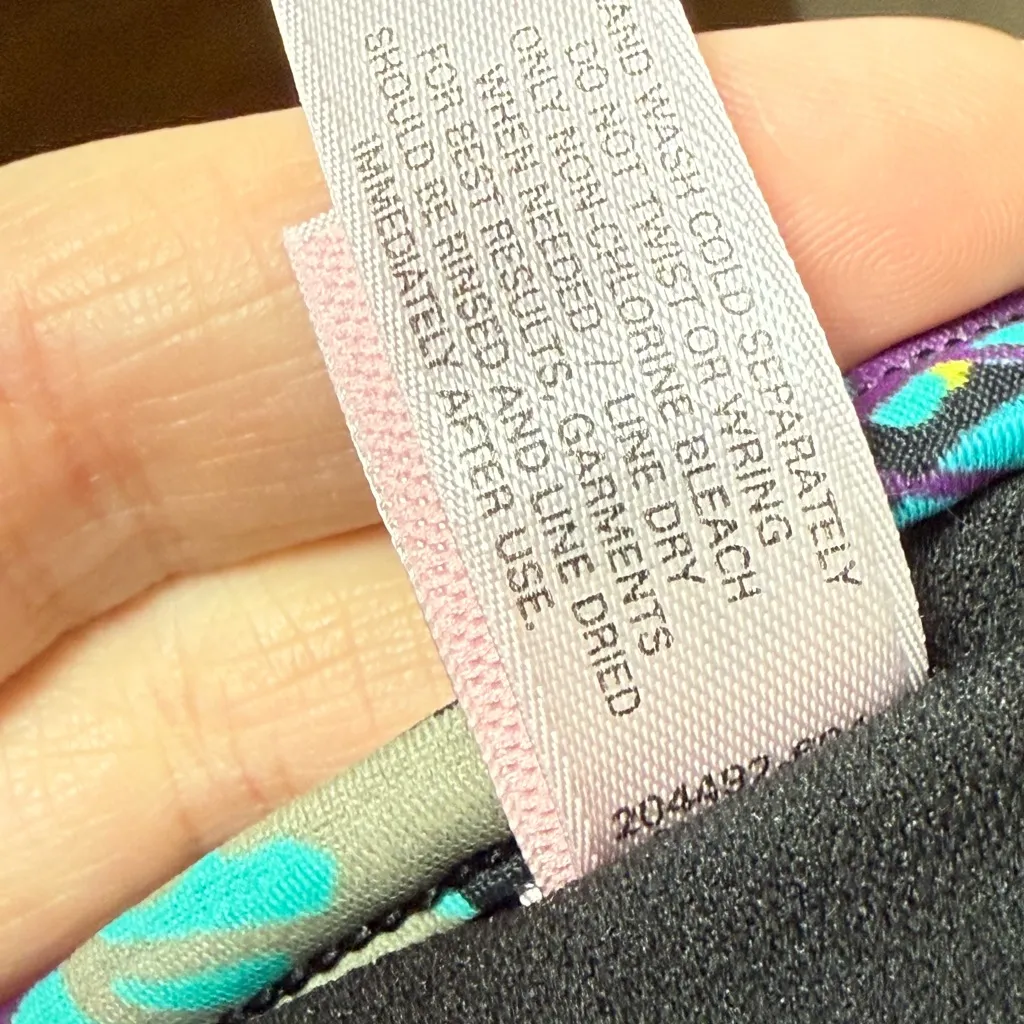 AND WASH COLD SEPARATELY
DO NOT TWIST OR WRING
ONLY NON-CHLORINE BLEACH
WHEN NEEDED / LINE DRY
FOR BEST RESULTS, GARMENTS
SHOULD BE RINSED AND LINE DRIED
IMMEDIATELY AFTER USE.
204492